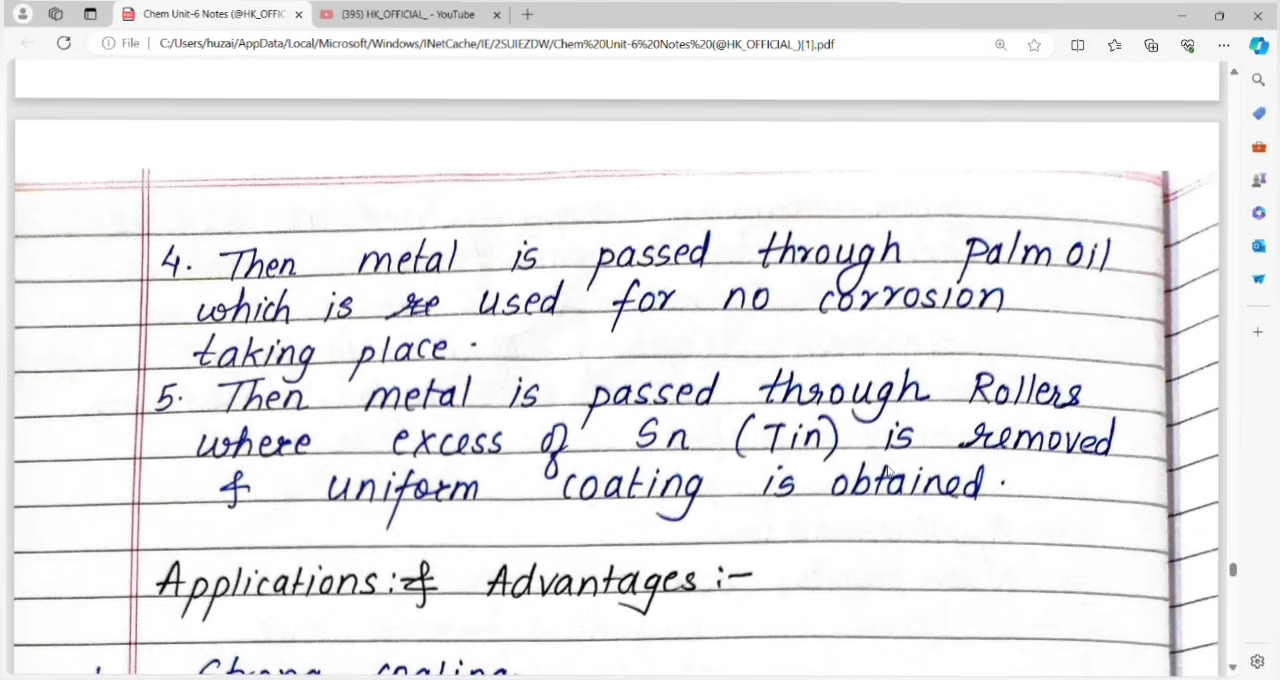 Chem Unit-6 Notes (@HK_OFFIC
(395) HK_OFFICIAL_ - YouTube
File
C:/Users/huzai/AppData/Local/Microsoft/Windows/INetCache/IE/2SUIEZDW/Chem%20Unit-6%20Notes%20(@HK_OFFICIAL_)[1].pdf
4. Then metal is passed through palm oil
which is used for no corrosion
taking place.
5. Then metal is passed through Rollers
where excess of Sn (Tin) is removed
& uniform coating is obtained.
Applications :& Advantages :-